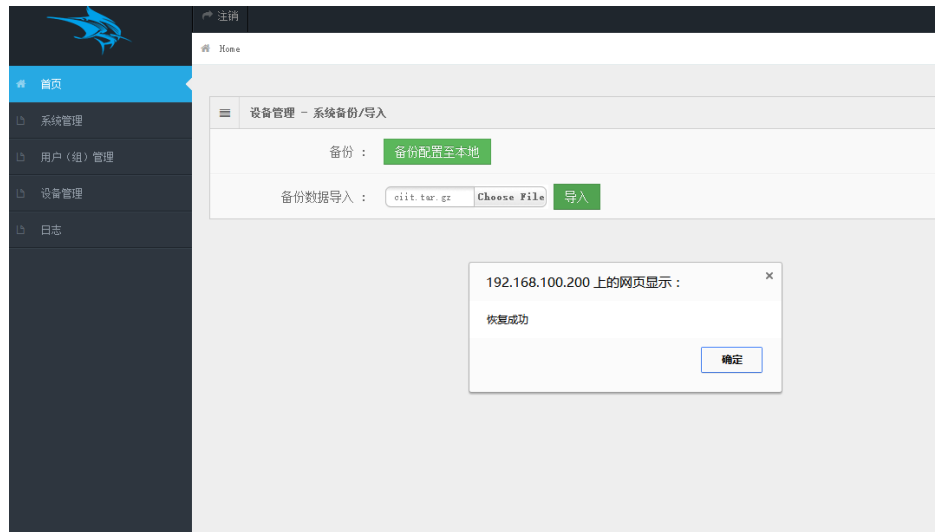 注销
Home
首页
系统管理
用户（组）管理
设备管理
日志
设备管理 - 系统备份/导入
备份 ： 备份配置至本地
备份数据导入 ： ciit.tar.gz Choose File 导入
192.168.100.200 上的网页显示：
恢复成功
确定